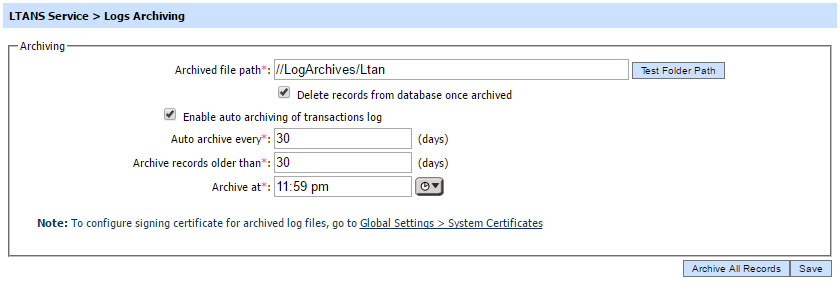 LTANS Service > Logs Archiving
Archiving
Archived file path*: //LogArchives/Ltan Test Folder Path
Delete records from database once archived
Enable auto archiving of transactions log
Auto archive every*: 30 (days)
Archive records older than*: 30 (days)
Archive at*: 11:59 pm
Note: To configure signing certificate for archived log files, go to Global Settings > System Certificates
Archive All Records Save